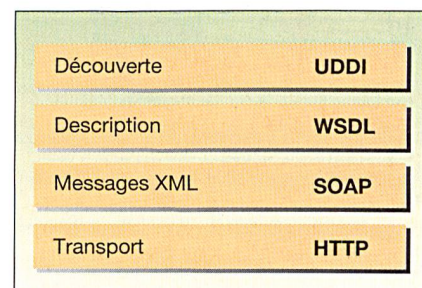 Découverte UDDI
Description WSDL
Messages XML SOAP
Transport HTTP